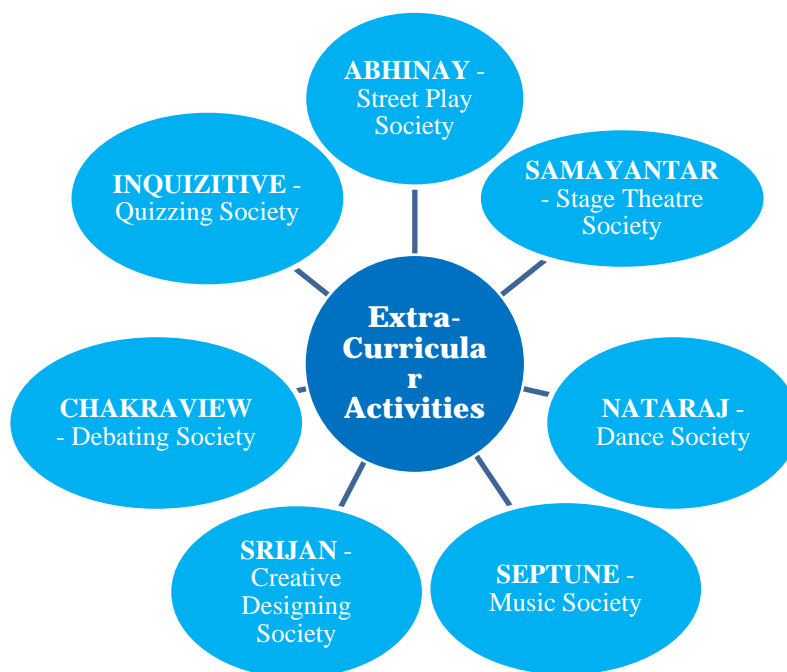 ABHINAY -
Street Play
Society
SAMAYANTAR
- Stage Theatre
Society
NATARAJ -
Dance Society
SEPTUNE -
Music Society
SRIJAN -
Creative
Designing
Society
CHAKRAVIEW
- Debating Society
INQUIZITIVE -
Quizzing Society
Extra-
Curricula
r
Activities